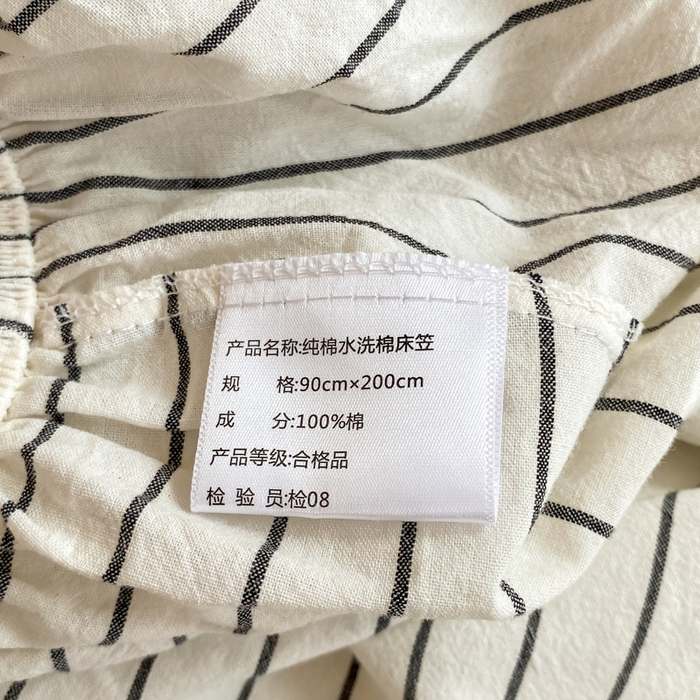 产品名称:纯棉水洗棉床笠
规 格:90cm×200cm
成 分:100%棉
产品等级:合格品
检 验 员:检08